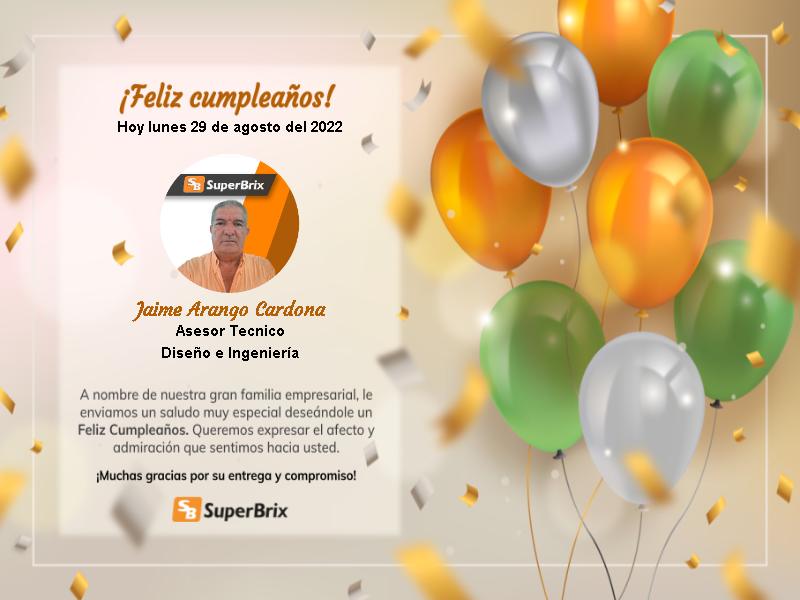 ¡Feliz cumpleaños!
Hoy lunes 29 de agosto del 2022
SB SuperBrix
Jaime Arango Cardona
Asesor Tecnico
Diseño e Ingeniería
A nombre de nuestra gran familia empresarial, le
enviamos un saludo muy especial deseándole un
Feliz Cumpleaños. Queremos expresar el afecto y
admiración que sentimos hacia usted.
¡Muchas gracias por su entrega y compromiso!
SB SuperBrix